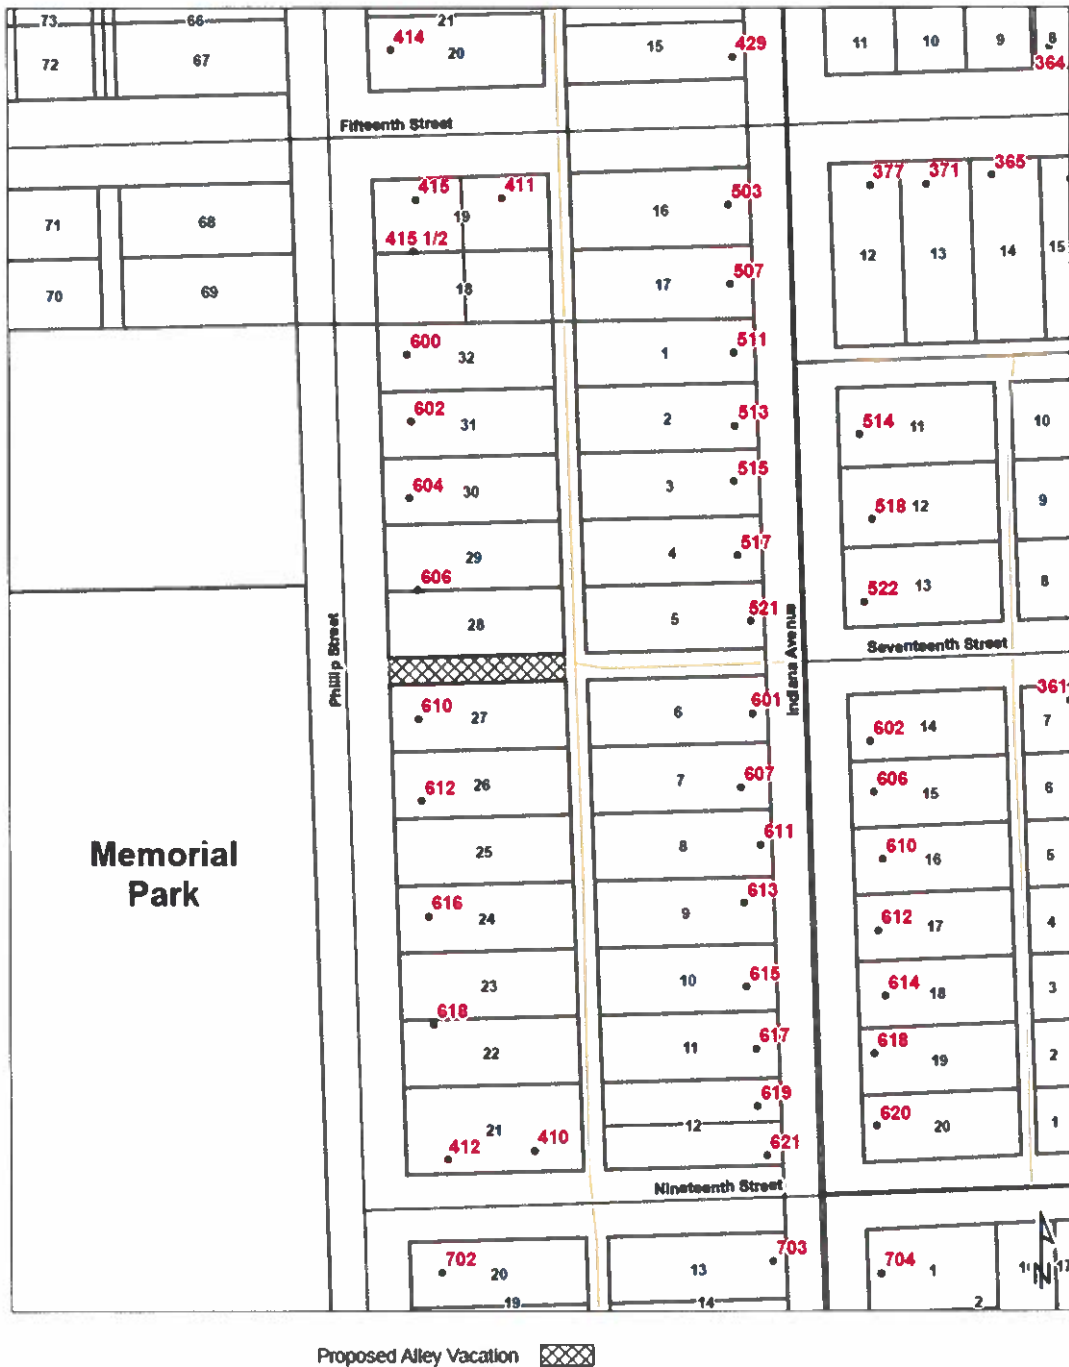 73 66 21
414 20 15 429 11 10 9 8
72 67 364
Fifteenth Street
415 411 503 377 371 365
71 68 19 16
415 1/2 12 13 14 15
70 69 18 17 507
600 32 1 511
602 31 2 513 514 11 10
604 30 3 515 518 12 9
29 4 517
606 522 13 8
28 5 521
Phillip Street
Indiana Avenue
Seventeenth Street
610 27 6 601 602 14 361 7
612 26 7 607 606 15 6
Memorial
Park
25 8 611 610 16 5
616 24 9 613 612 17 4
23 10 615 614 18 3
618
22 11 617 618 19 2
619
21 12 620 20 1
412 410 621
Nineteenth Street
702 20 13 703 704 1 17
19 14 2
N
Proposed Alley Vacation